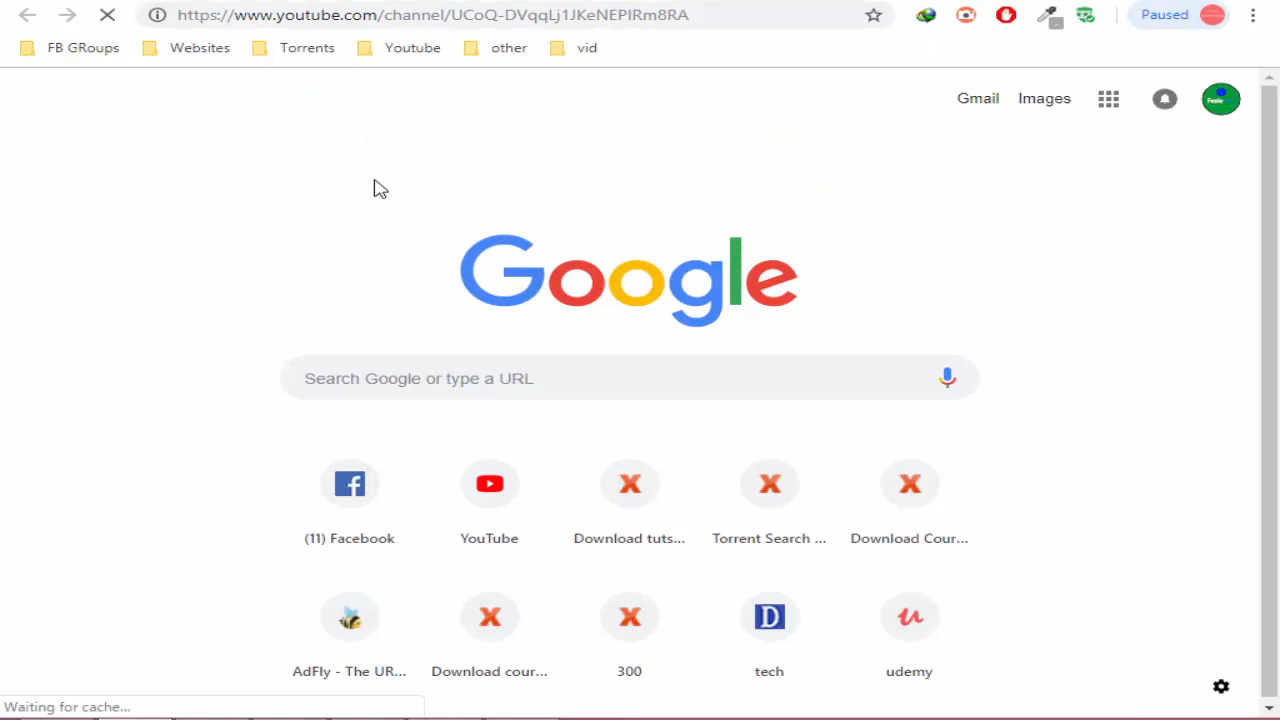 https://www.youtube.com/channel/UCoQ-DVqqLj1JKeNEPIRm8RA
Paused
FB GRoups Websites Torrents Youtube other vid
Gmail Images
Google
Search Google or type a URL
(11) Facebook YouTube Download tuts... Torrent Search ... Download Cour...
AdFly - The UR... Download cour... 300 tech udemy
Waiting for cache...